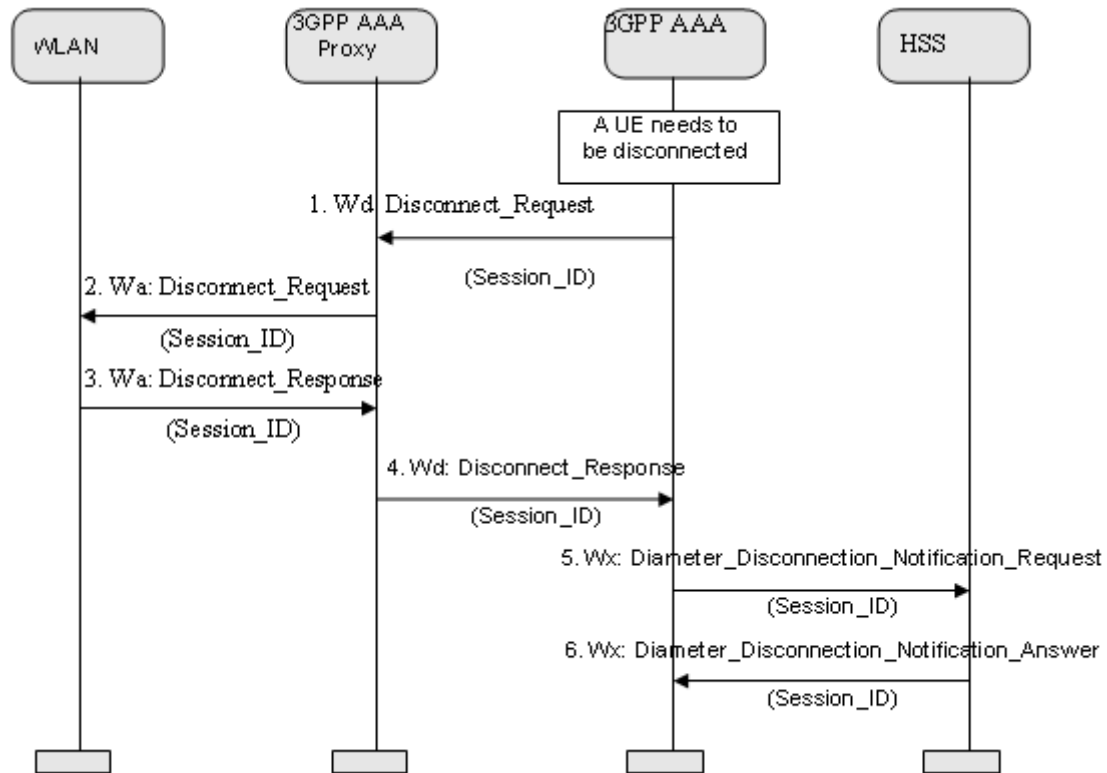 WLAN
3GPP AAA
Proxy
3GPP AAA
HSS
A UE needs to
be disconnected
1. Wd Disconnect_Request
(Session_ID)
2. Wa: Disconnect_Request
(Session_ID)
3. Wa: Disconnect_Response
(Session_ID)
4. Wd: Disconnect_Response
(Session_ID)
5. Wx: Diameter_Disconnection_Notification_Request
(Session_ID)
6. Wx: Diameter_Disconnection_Notification_Answer
(Session_ID)